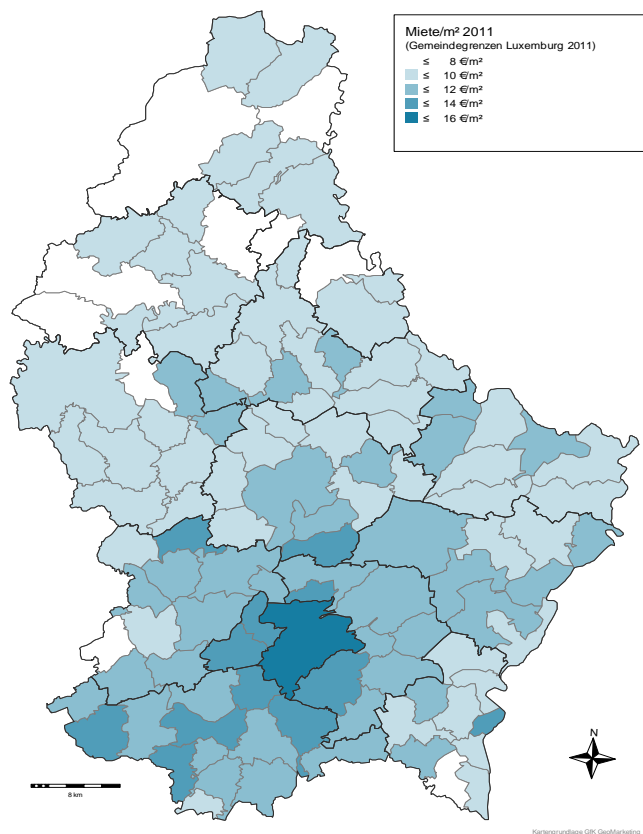 Miete/m² 2011
(Gemeindegrenzen Luxemburg 2011)
≤ 8 €/m²
≤ 10 €/m²
≤ 12 €/m²
≤ 14 €/m²
≤ 16 €/m²
N
8 km
Kartengrundlage GfK GeoMarketing